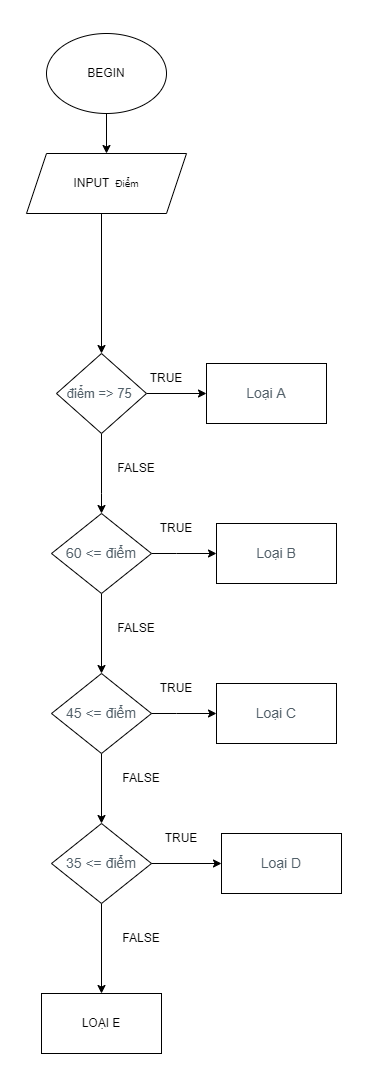 BEGIN
INPUT Điểm
điểm => 75
TRUE
Loại A
FALSE
60 <= điểm
TRUE
Loại B
FALSE
45 <= điểm
TRUE
Loại C
FALSE
35 <= điểm
TRUE
Loại D
FALSE
LOẠI E